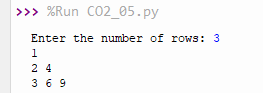 >>> %Run CO2_05.py
Enter the number of rows: 3
1
2 4
3 6 9